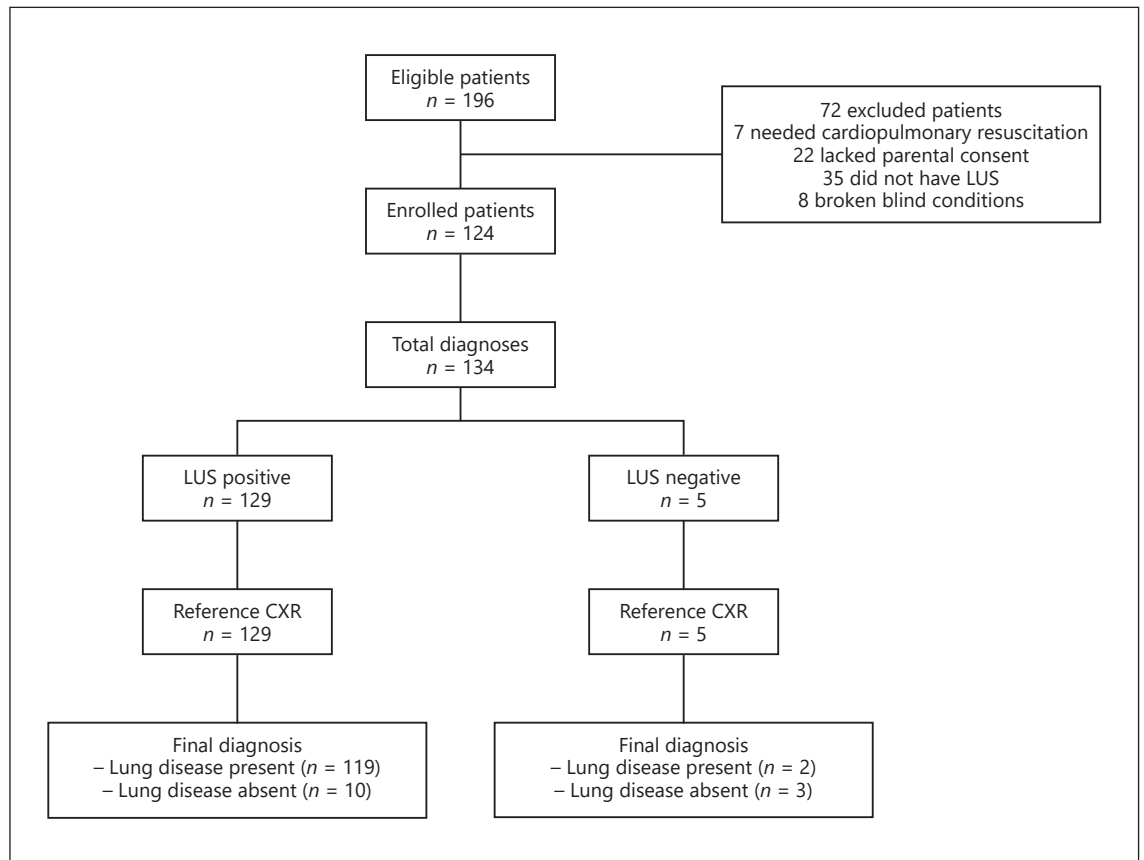 Eligible patients
n = 196
72 excluded patients
7 needed cardiopulmonary resuscitation
22 lacked parental consent
35 did not have LUS
8 broken blind conditions
Enrolled patients
n = 124
Total diagnoses
n = 134
LUS positive
n = 129
LUS negative
n = 5
Reference CXR
n = 129
Reference CXR
n = 5
Final diagnosis
– Lung disease present (n = 119)
– Lung disease absent (n = 10)
Final diagnosis
– Lung disease present (n = 2)
– Lung disease absent (n = 3)